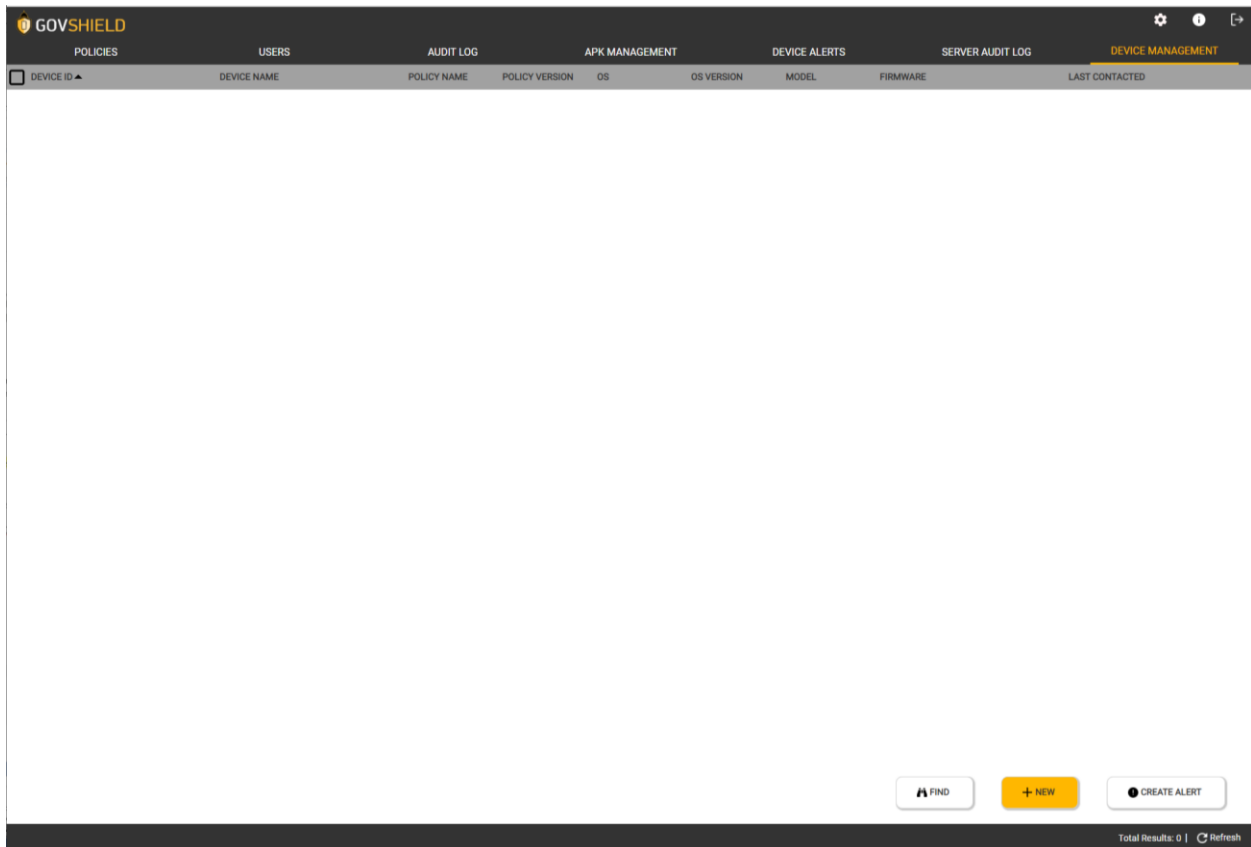 GOVSHIELD
POLICIES USERS AUDIT LOG APK MANAGEMENT DEVICE ALERTS SERVER AUDIT LOG DEVICE MANAGEMENT
DEVICE ID DEVICE NAME POLICY NAME POLICY VERSION OS OS VERSION MODEL FIRMWARE LAST CONTACTED
FIND + NEW CREATE ALERT
Total Results: 0 | Refresh